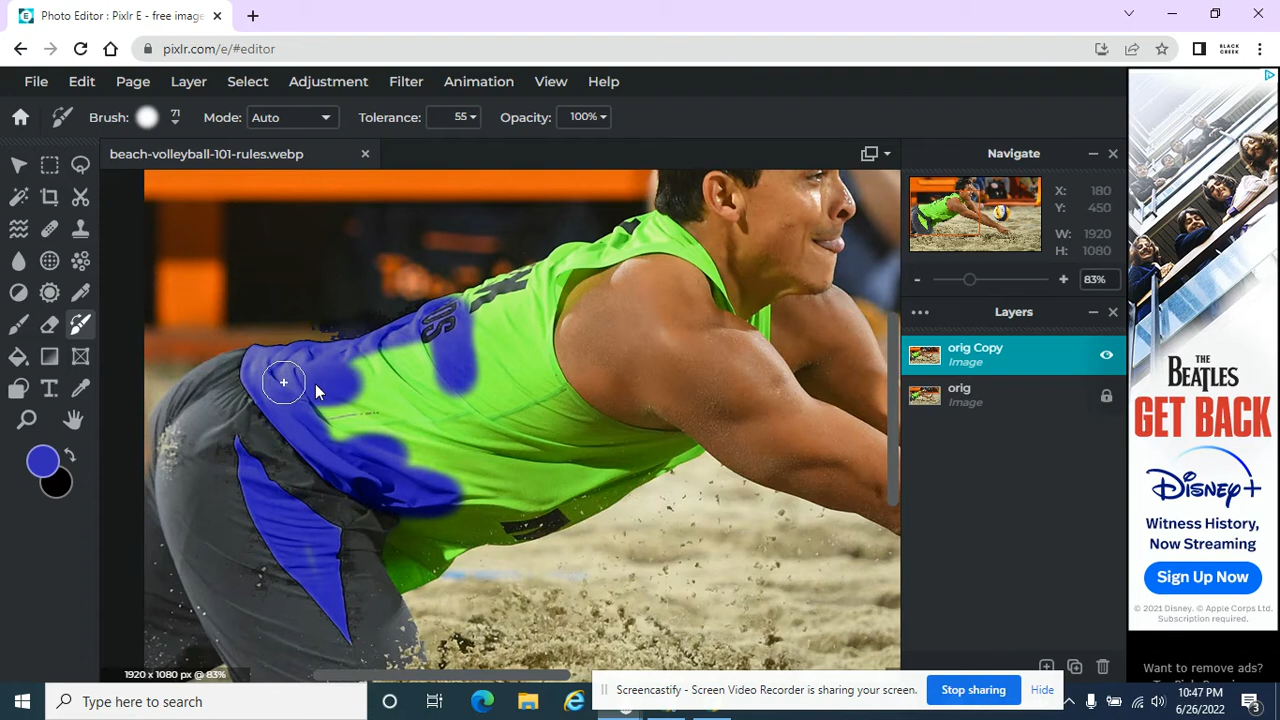 Photo Editor : Pixlr E - free image
pixlr.com/e/#editor
BLACK
CREEK
File Edit Page Layer Select Adjustment Filter Animation View Help
Brush: 71 Mode: Auto Tolerance: 55 Opacity: 100%
beach-volleyball-101-rules.webp
Navigate
X: 180
Y: 450
W: 1920
H: 1080
- + 83%
Layers
orig Copy
Image
orig
Image
US
T
1920 x 1080 px @ 83%
THE
BEATLES
GET BACK
Disney+
Witness History,
Now Streaming
Sign Up Now
© 2021 Disney. © Apple Corps Ltd.
Subscription required.
Want to remove ads?
Screencastify - Screen Video Recorder is sharing your screen. Stop sharing Hide
Type here to search
10:47 PM
6/26/2022
3